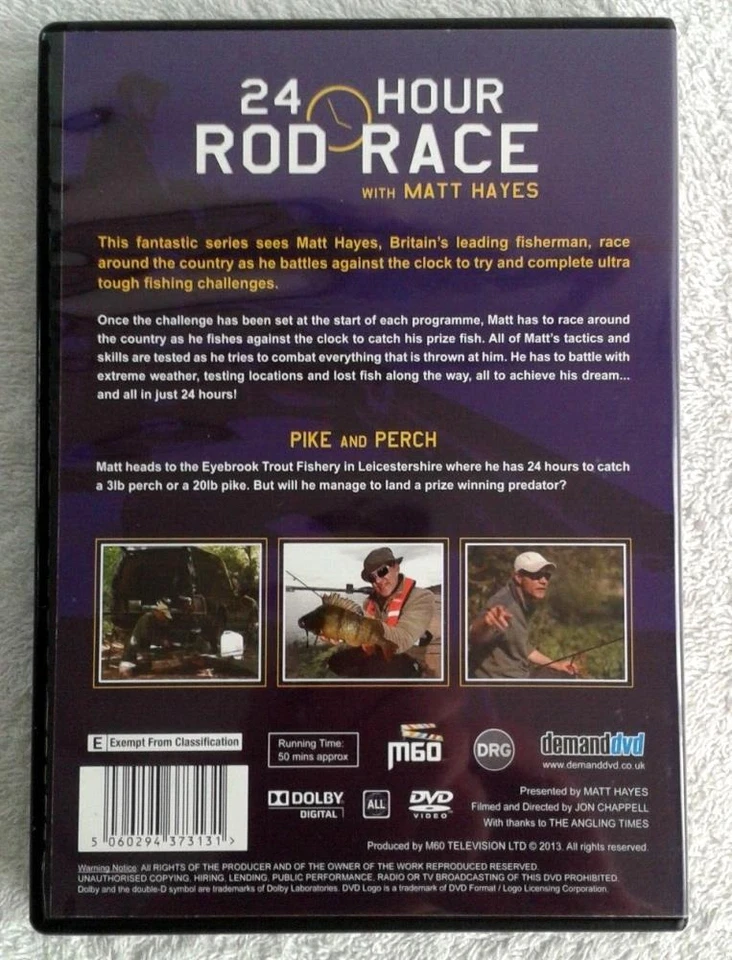 24 HOUR
ROD RACE
WITH MATT HAYES
This fantastic series sees Matt Hayes, Britain's leading fisherman, race
around the country as he battles against the clock to try and complete ultra
tough fishing challenges.
Once the challenge has been set at the start of each programme, Matt has to race around
the country as he fishes against the clock to catch his prize fish. All of Matt's tactics and
skills are tested as he tries to combat everything that is thrown at him. He has to battle with
extreme weather, testing locations and lost fish along the way, all to achieve his dream...
and all in just 24 hours!
PIKE AND PERCH
Matt heads to the Eyebrook Trout Fishery in Leicestershire where he has 24 hours to catch
a 3lb perch or a 20lb pike. But will he manage to land a prize winning predator?
E Exempt From Classification
Running Time:
50 mins approx
M60
DRG
demanddvd
www.demanddvd.co.uk
DOLBY
DIGITAL
ALL
DVD
VIDEO
Presented by MATT HAYES
Filmed and Directed by JON CHAPPELL
With thanks to THE ANGLING TIMES
5 060294 373131 >
Produced by M60 TELEVISION LTD © 2013. All rights reserved.
Warning Notice: All RIGHTS OF THE PRODUCER AND OF THE OWNER OF THE WORK REPRODUCED RESERVED.
UNAUTHORISED COPYING, HIRING, LENDING, PUBLIC PERFORMANCE, RADIO OR TV BROADCASTING OF THIS DVD PROHIBITED.
Dolby and the double-D symbol are trademarks of Dolby Laboratories. DVD Logo is a trademark of DVD Format / Logo Licensing Corporation.